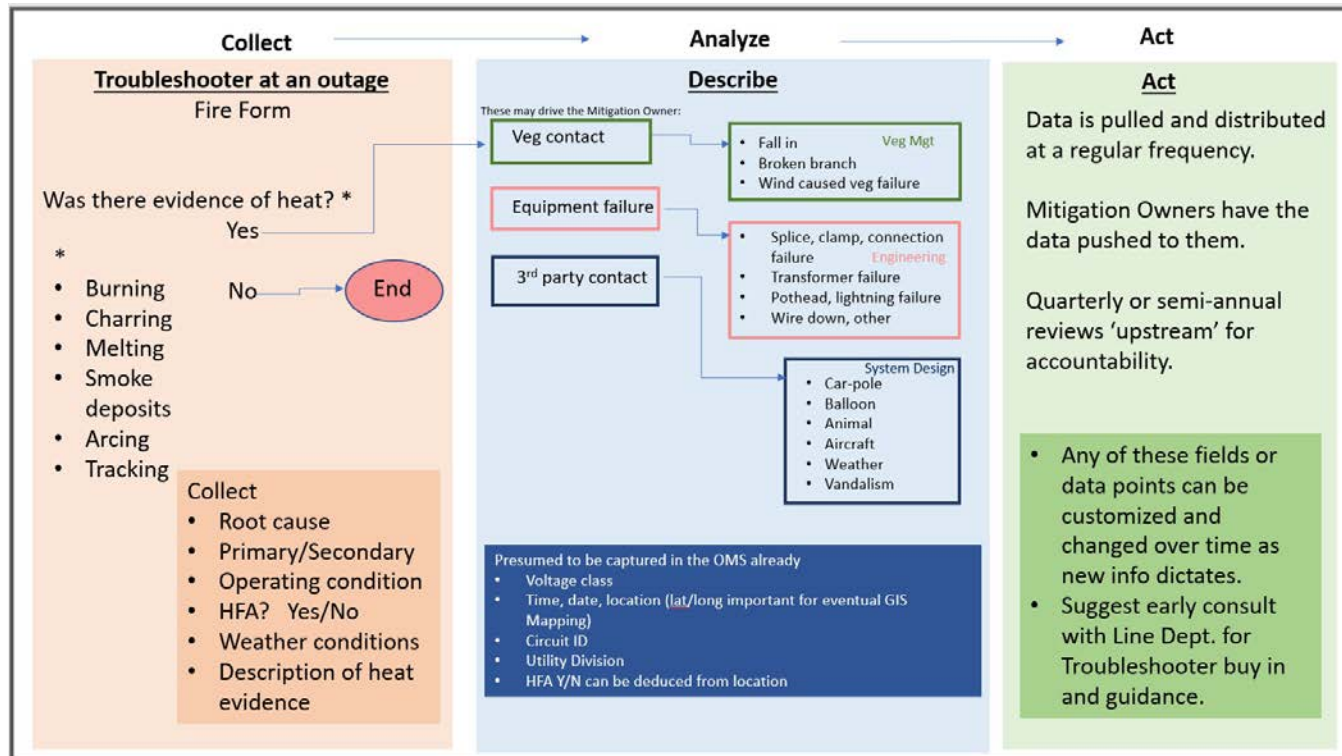 Collect
Analyze
Act
Troubleshooter at an outage
Fire Form
Was there evidence of heat? *
Yes
No
End
*
• Burning
• Charring
• Melting
• Smoke
deposits
• Arcing
• Tracking
Collect
• Root cause
• Primary/Secondary
• Operating condition
• HFA? Yes/No
• Weather conditions
• Description of heat
evidence
Describe
These may drive the Mitigation Owner:
Veg contact
Equipment failure
3rd party contact
• Fall in Veg Mgt
• Broken branch
• Wind caused veg failure
• Splice, clamp, connection
failure Engineering
• Transformer failure
• Pothead, lightning failure
• Wire down, other
System Design
• Car-pole
• Balloon
• Animal
• Aircraft
• Weather
• Vandalism
Presumed to be captured in the OMS already
• Voltage class
• Time, date, location (lat/long important for eventual GIS
Mapping)
• Circuit ID
• Utility Division
• HFA Y/N can be deduced from location
Act
Data is pulled and distributed
at a regular frequency.
Mitigation Owners have the
data pushed to them.
Quarterly or semi-annual
reviews ‘upstream’ for
accountability.
• Any of these fields or
data points can be
customized and
changed over time as
new info dictates.
• Suggest early consult
with Line Dept. for
Troubleshooter buy in
and guidance.